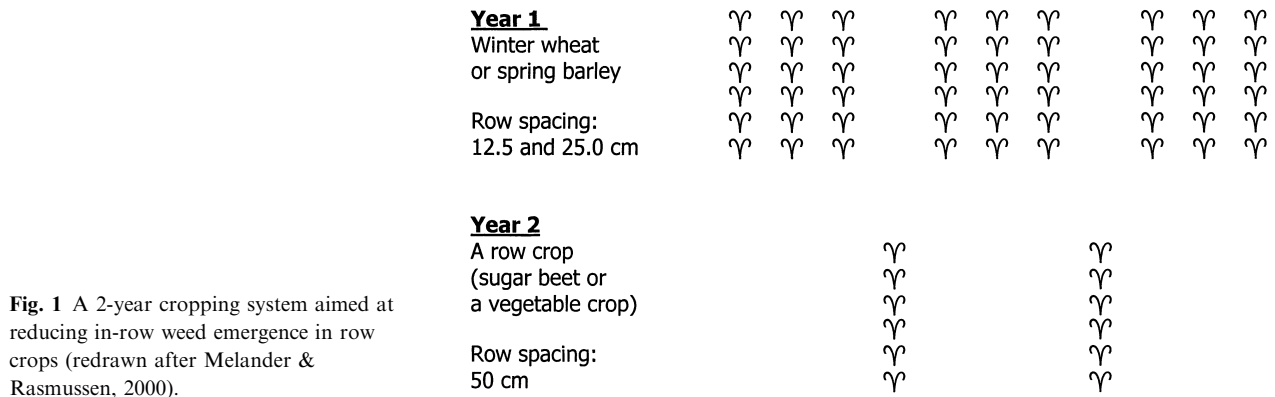 Year 1
Winter wheat
or spring barley
Row spacing:
12.5 and 25.0 cm
Year 2
A row crop
(sugar beet or
a vegetable crop)
Row spacing:
50 cm
Fig. 1 A 2-year cropping system aimed at
reducing in-row weed emergence in row
crops (redrawn after Melander &
Rasmussen, 2000).